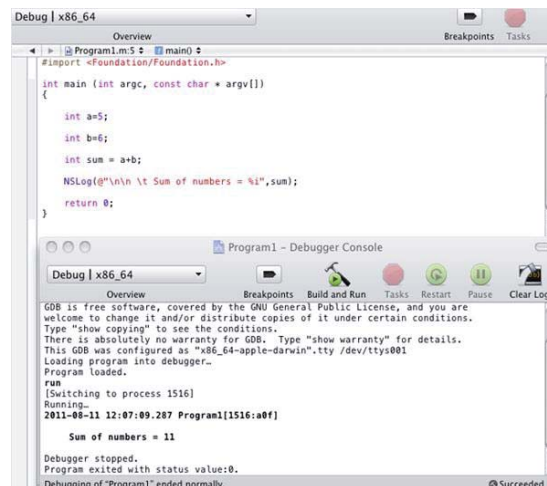 Debug | x86_64
Overview
Breakpoints
Tasks
Program1.m:5
main()
#import <Foundation/Foundation.h>
int main (int argc, const char * argv[])
{
int a=5;
int b=6;
int sum = a+b;
NSLog(@"\n\n \t Sum of numbers = %i",sum);
return 0;
}
Program1 – Debugger Console
Debug | x86_64
Overview
Breakpoints
Build and Run
Tasks
Restart
Pause
Clear Log
GDB is free software, covered by the GNU General Public License, and you are
welcome to change it and/or distribute copies of it under certain conditions.
Type "show copying" to see the conditions.
There is absolutely no warranty for GDB.  Type "show warranty" for details.
This GDB was configured as "x86_64-apple-darwin".tty /dev/ttys001
Loading program into debugger…
Program loaded.
run
[Switching to process 1516]
Running…
2011-08-11 12:07:09.287 Program1[1516:a0f]
Sum of numbers = 11
Debugger stopped.
Program exited with status value:0.
Debugging of "Program1" ended normally.
Succeeded